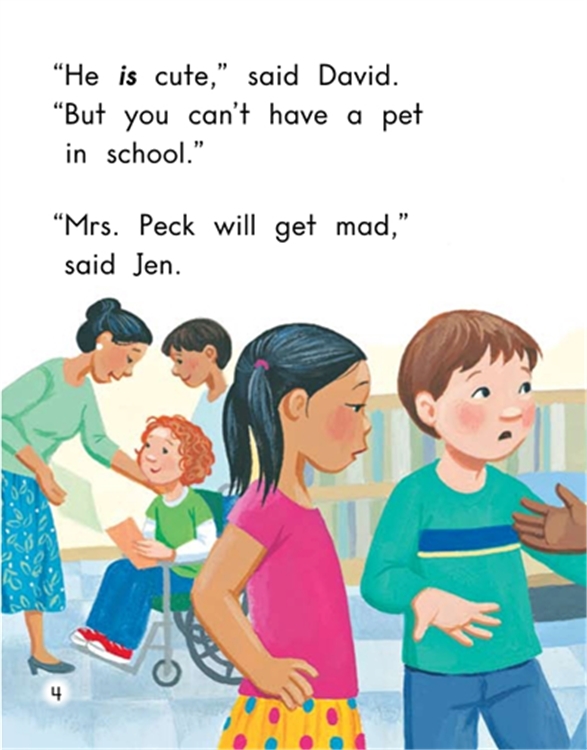 “He is cute,” said David.
“But you can’t have a pet
in school.”
“Mrs. Peck will get mad,”
said Jen.
4